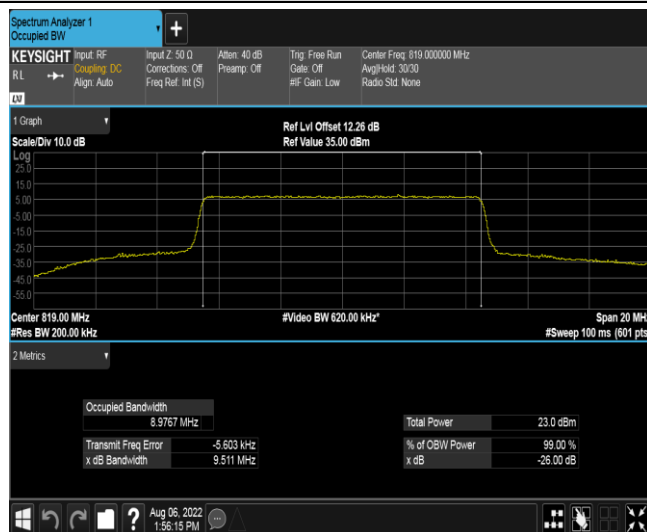 Spectrum Analyzer 1
Occupied BW
+
KEYSIGHT Input: RF Input Z: 50 Ω Atten: 40 dB Trig: Free Run Center Freq: 819.000000 MHz
RL Coupling: DC Corrections: Off Preamp: Off Gate: Off Avg|Hold: 30/30
Align: Auto Freq Ref: Int (S) #IF Gain: Low Radio Std: None
LXI
1 Graph
Ref Lvl Offset 12.26 dB
Scale/Div 10.0 dB Ref Value 35.00 dBm
Log
25.0
15.0
5.00
-5.00
-15.0
-25.0
-35.0
-45.0
-55.0
Center 819.00 MHz #Video BW 620.00 kHz* Span 20 MHz
#Res BW 200.00 kHz #Sweep 100 ms (601 pts
2 Metrics
Occupied Bandwidth
8.9767 MHz Total Power 23.0 dBm
Transmit Freq Error -5.603 kHz % of OBW Power 99.00 %
x dB Bandwidth 9.511 MHz x dB -26.00 dB
? Aug 06, 2022
1:56:15 PM